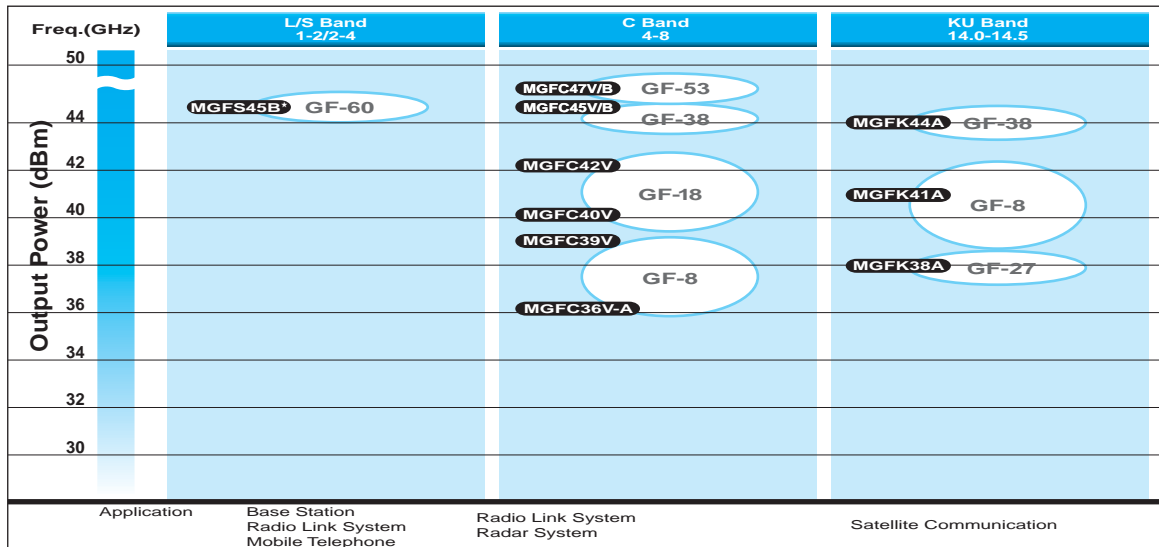 Freq.(GHz)
L/S Band
1-2/2-4
C Band
4-8
KU Band
14.0-14.5
Output Power (dBm)
50
44
42
40
38
36
34
32
30
MGFS45B*
GF-60
MGFC47V/B
GF-53
MGFC45V/B
GF-38
MGFC42V
GF-18
MGFC40V
MGFC39V
GF-8
MGFC36V-A
MGFK44A
GF-38
MGFK41A
GF-8
MGFK38A
GF-27
Application
Base Station
Radio Link System
Mobile Telephone
Radio Link System
Radar System
Satellite Communication